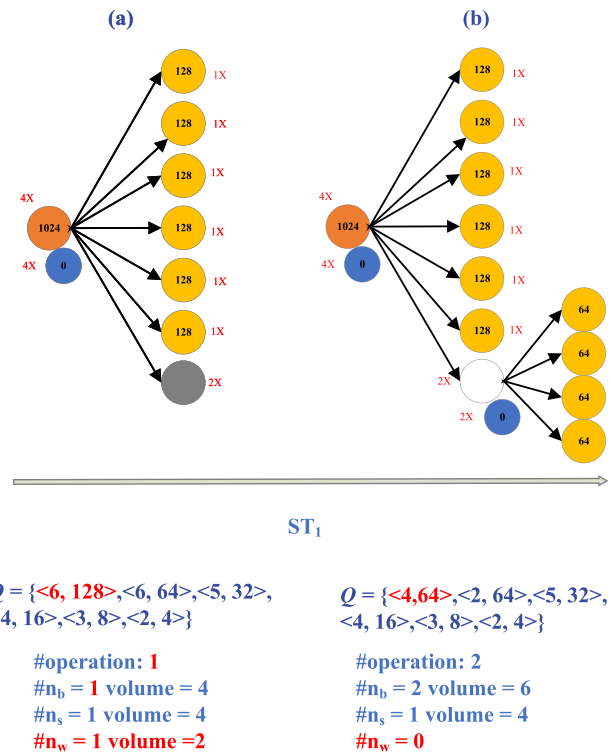 (a) (b)
128 1X 128 1X
128 1X 128 1X
128 1X 128 1X
4X 4X
1024 128 1X 1024 128 1X
4X 0 4X 0
128 1X 128 1X
64
128 1X 128 1X
64
2X 2X
64
2X 0
64
ST1
Q = {<6, 128>,<6, 64>,<5, 32>,
4, 16>,<3, 8>,<2, 4>}
#operation: 1
#nb = 1 volume = 4
#ns = 1 volume = 4
#nw = 1 volume =2
Q = {<4,64>,<2, 64>,<5, 32>,
<4, 16>,<3, 8>,<2, 4>}
#operation: 2
#nb = 2 volume = 6
#ns = 1 volume = 4
#nw = 0